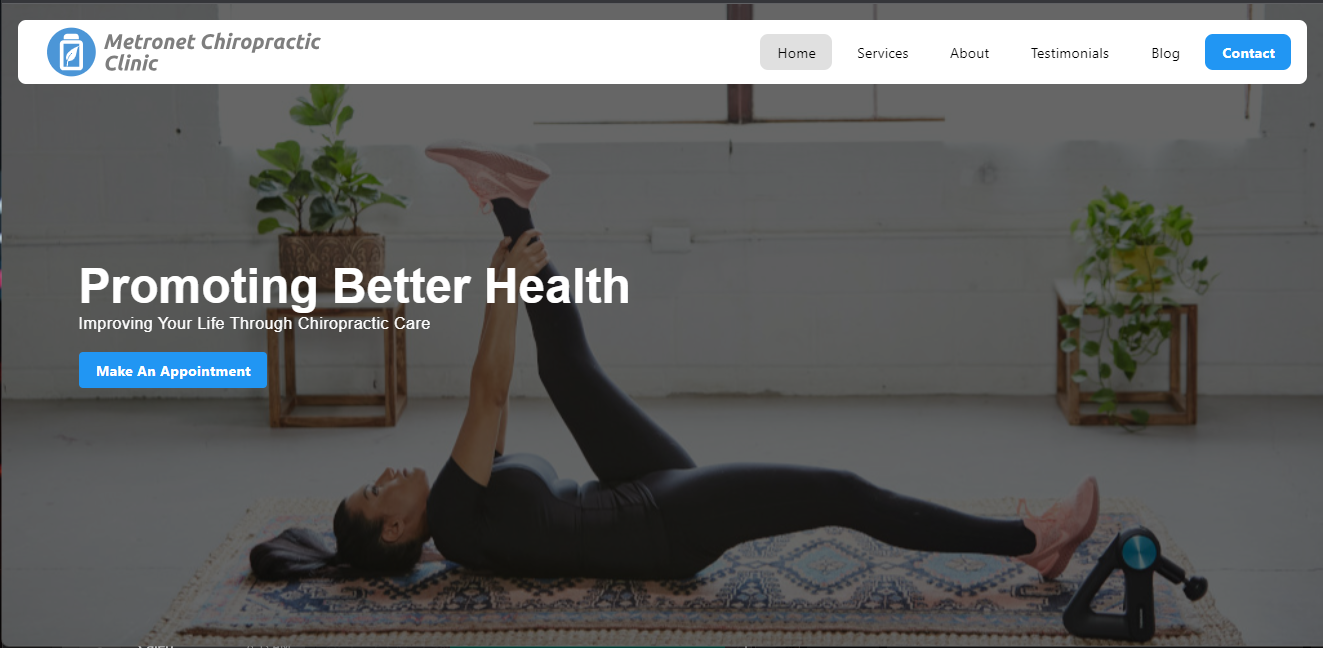 Metronet Chiropractic
Clinic
Home
Services
About
Testimonials
Blog
Contact
Promoting Better Health
Improving Your Life Through Chiropractic Care
Make An Appointment